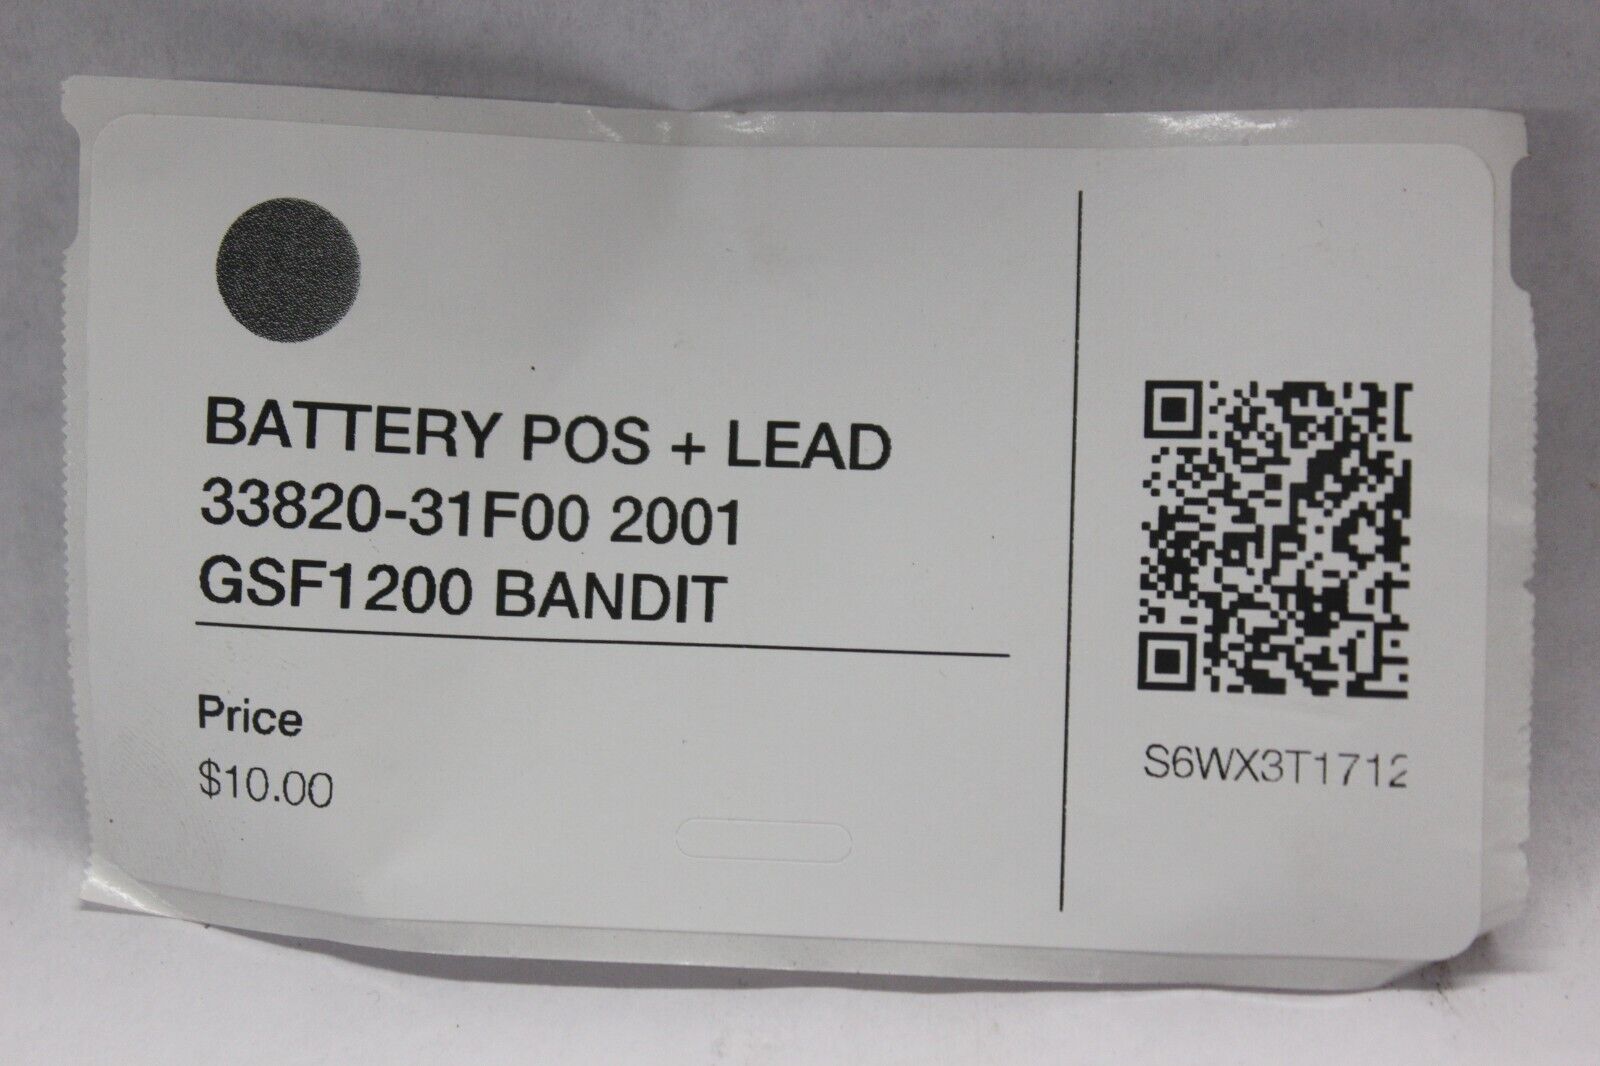 BATTERY POS + LEAD
33820-31F00 2001
GSF1200 BANDIT
Price
$10.00
S6WX3T1712